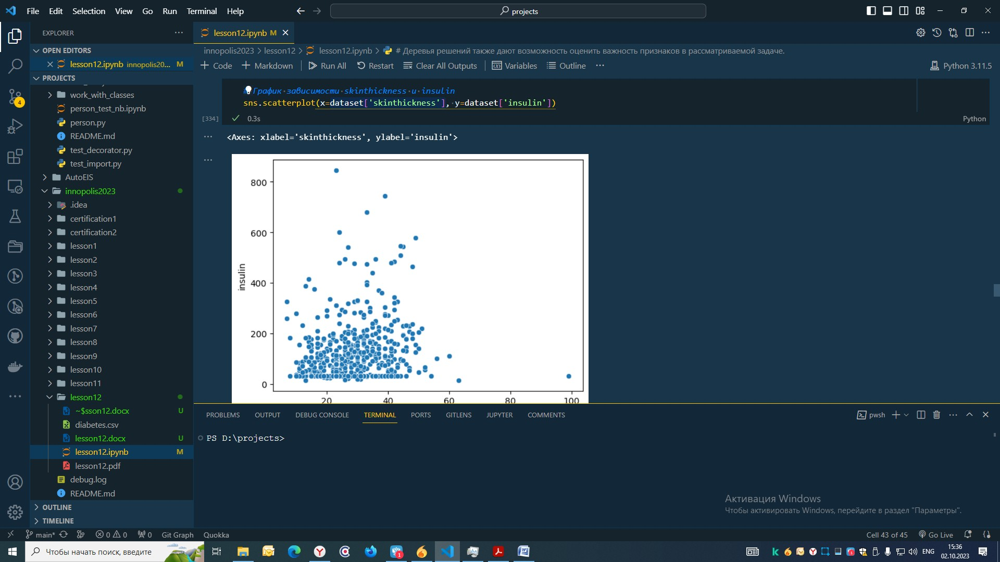 File Edit Selection View Go Run Terminal Help
projects
EXPLORER
OPEN EDITORS
lesson12.ipynb innopolis20... M
PROJECTS
work_with_classes
person_test_nb.ipynb
person.py
README.md
test_decorator.py
test_import.py
AutoEIS
innopolis2023
.idea
certification1
certification2
lesson1
lesson2
lesson3
lesson4
lesson5
lesson6
lesson7
lesson8
lesson9
lesson10
lesson11
lesson12
~$sson12.docx U
diabetes.csv
lesson12.docx U
lesson12.ipynb M
lesson12.pdf
debug.log
README.md
OUTLINE
TIMELINE
lesson12.ipynb M
innopolis2023 > lesson12 > lesson12.ipynb > # Деревья решений также дают возможность оценить важность признаков в рассматриваемой задаче.
Code Markdown Run All Restart Clear All Outputs Variables Outline ...
Python 3.11.5
График зависимости skinthickness и insulin
sns.scatterplot(x=dataset['skinthickness'], y=dataset['insulin'])
[334] 0.3s
Python
<Axes: xlabel='skinthickness', ylabel='insulin'>
800
600
400
200
0
insulin
20 40 60 80 100
PROBLEMS OUTPUT DEBUG CONSOLE TERMINAL PORTS GITLENS JUPYTER COMMENTS
pwsh
PS D:\projects>
Активация Windows
Чтобы активировать Windows, перейдите в раздел "Параметры".
4
main* 0 0 0 Git Graph Quokka
Cell 43 of 45 Go Live
Чтобы начать поиск, введите
ENG
15:36
02.10.2023